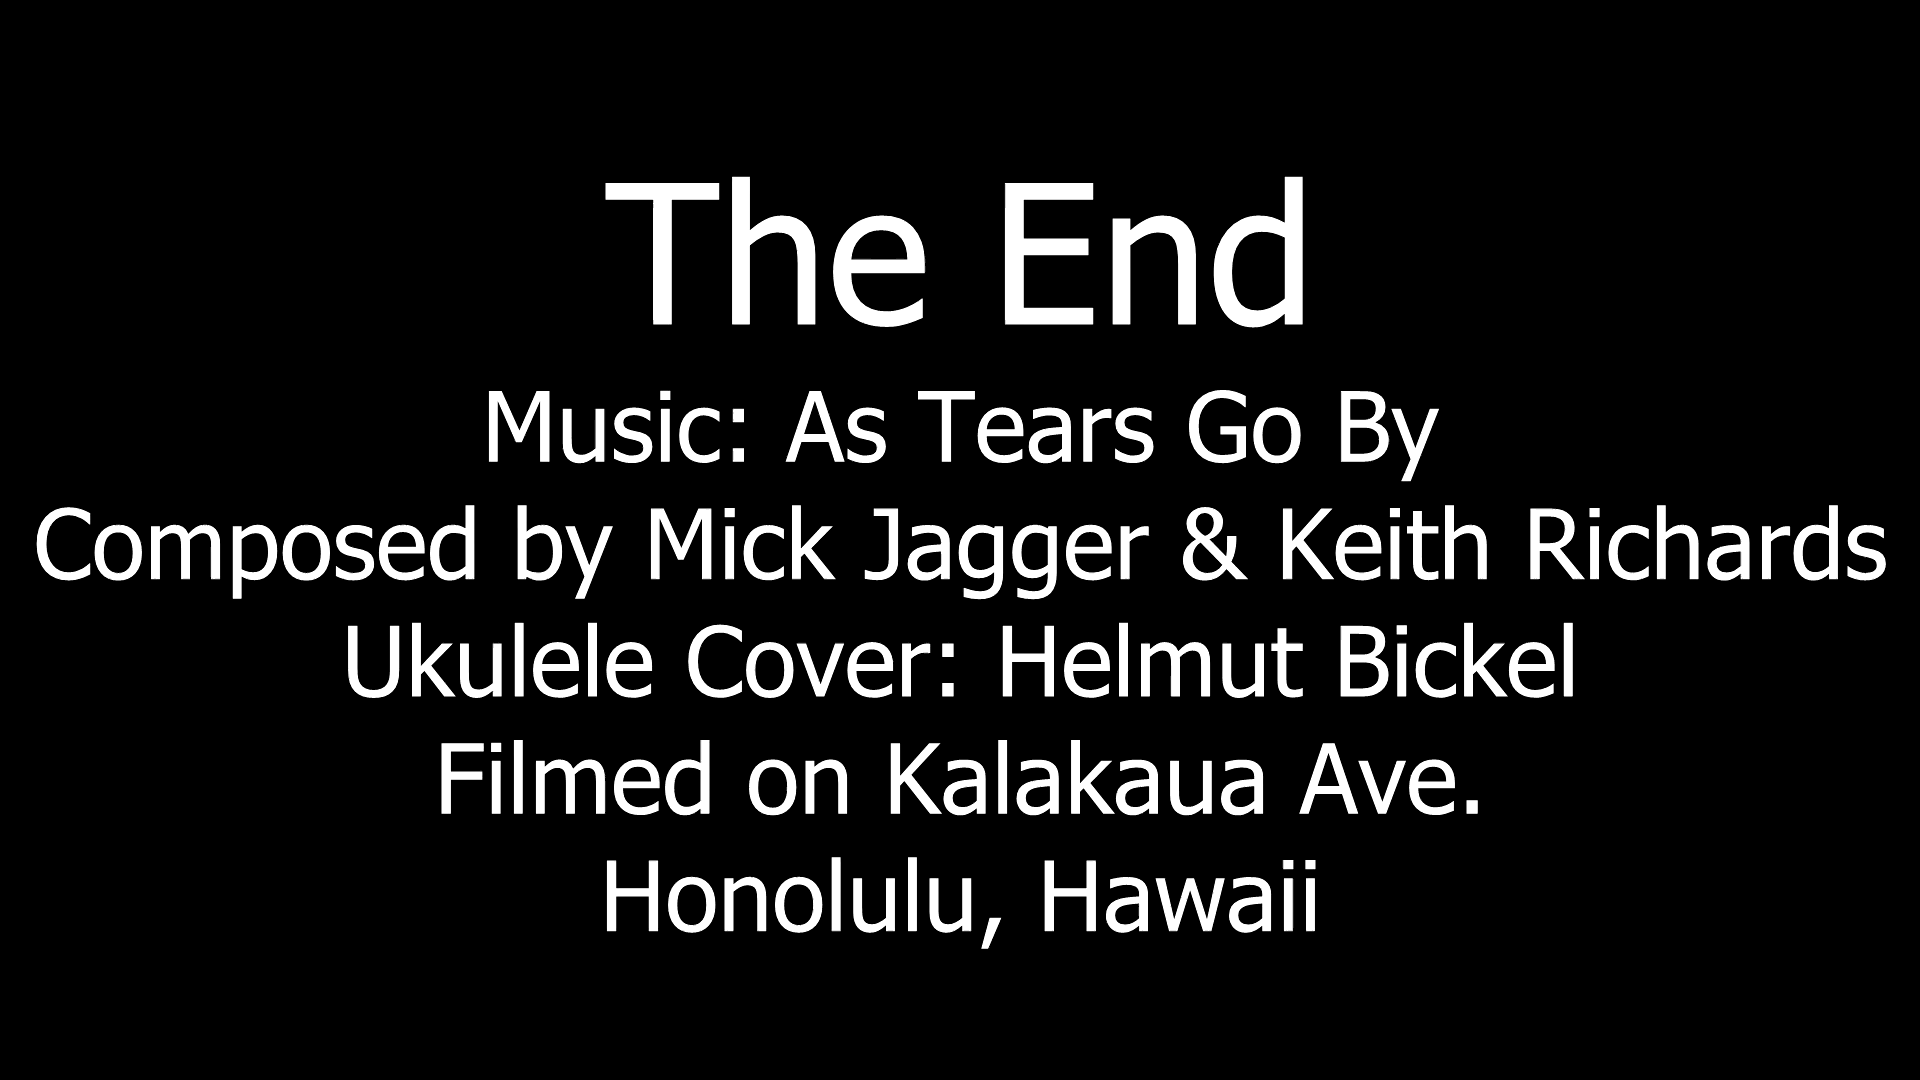 The End
Music: As Tears Go By
Composed by Mick Jagger & Keith Richards
Ukulele Cover: Helmut Bickel
Filmed on Kalakaua Ave.
Honolulu, Hawaii